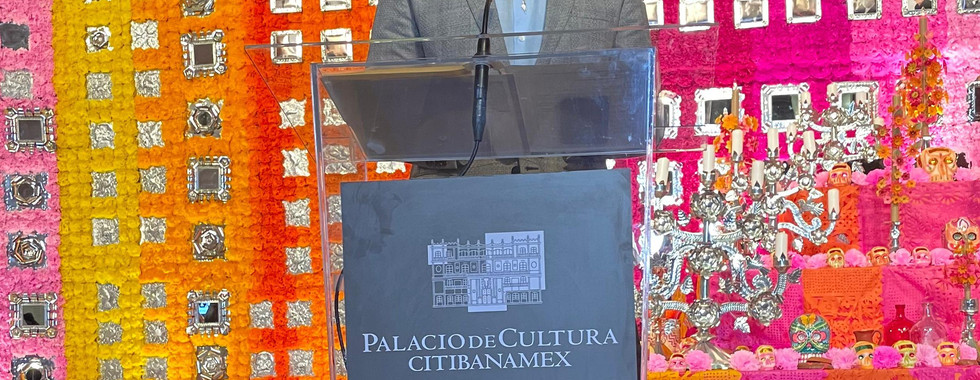 PALACIO DE CULTURA
CITIBANAMEX